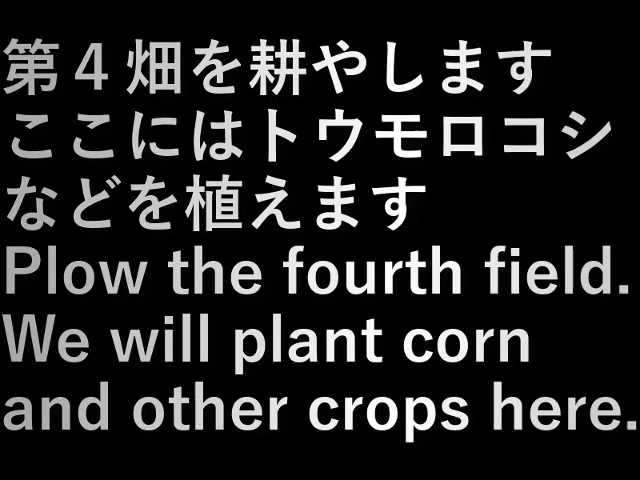 第４畑を耕やします
ここにはトウモロコシ
などを植えます
Plow the fourth field.
We will plant corn
and other crops here.